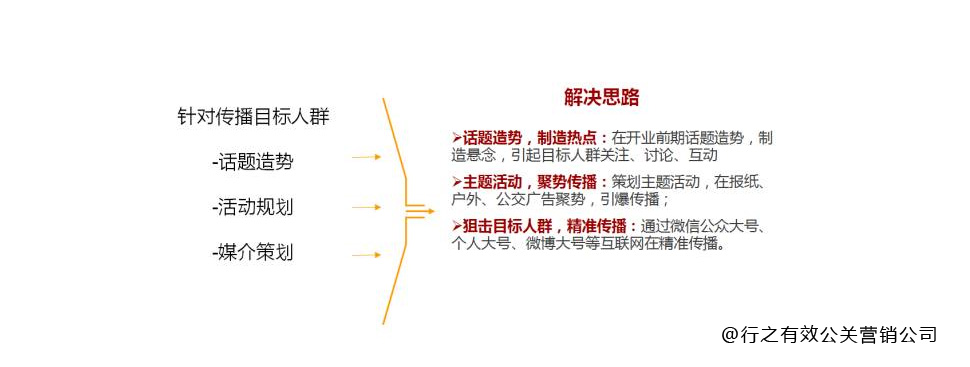 针对传播目标人群
-话题造势
-活动规划
-媒介策划
解决思路
➢话题造势，制造热点：在开业前期话题造势，制
造悬念，引起目标人群关注、讨论、互动
➢主题活动，聚势传播：策划主题活动，在报纸、
户外、公交广告聚势，引爆传播；
➢狙击目标人群，精准传播：通过微信公众大号、
个人大号、微博大号等互联网在精准传播。
@行之有效公关营销公司